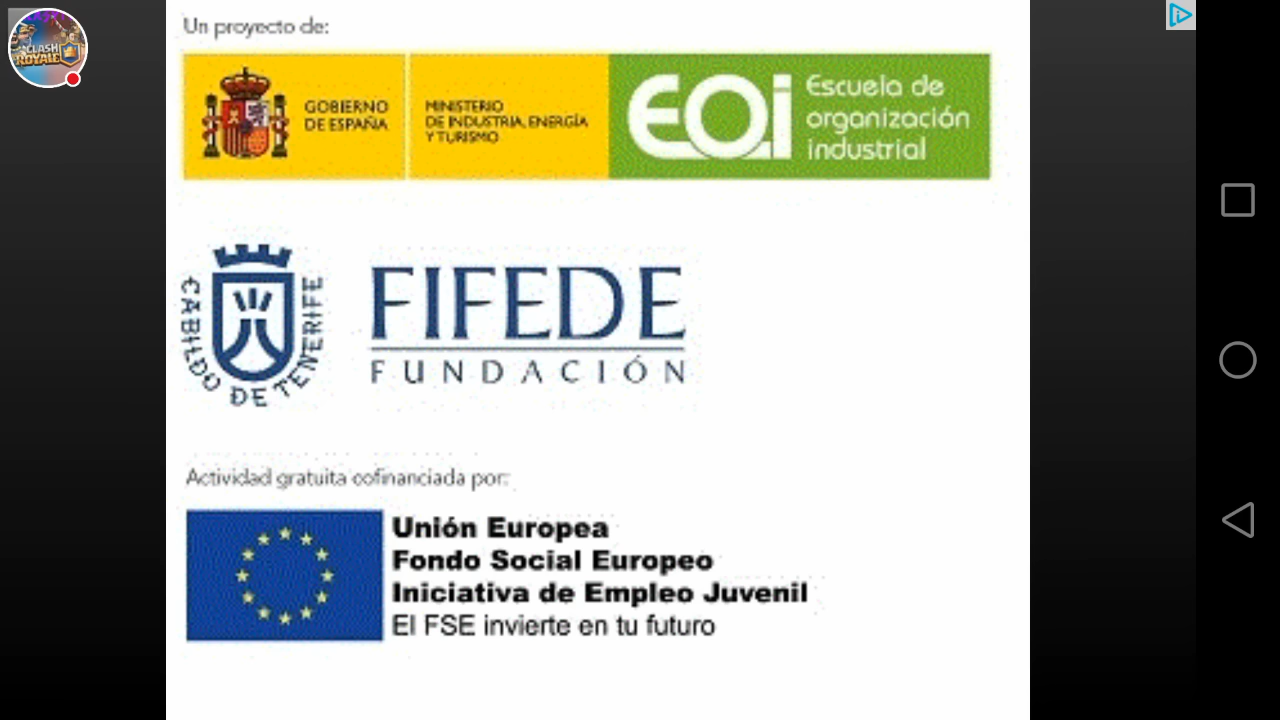 Un proyecto de:
GOBIERNO
DE ESPAÑA
MINISTERIO
DE INDUSTRIA, ENERGÍA
Y TURISMO
EOi
Escuela de
organización
industrial
CABILDO DE TENERIFE
FIFEDE
FUNDACIÓN
Actividad gratuita cofinanciada por:
Unión Europea
Fondo Social Europeo
Iniciativa de Empleo Juvenil
El FSE invierte en tu futuro
CLASH
ROYALE